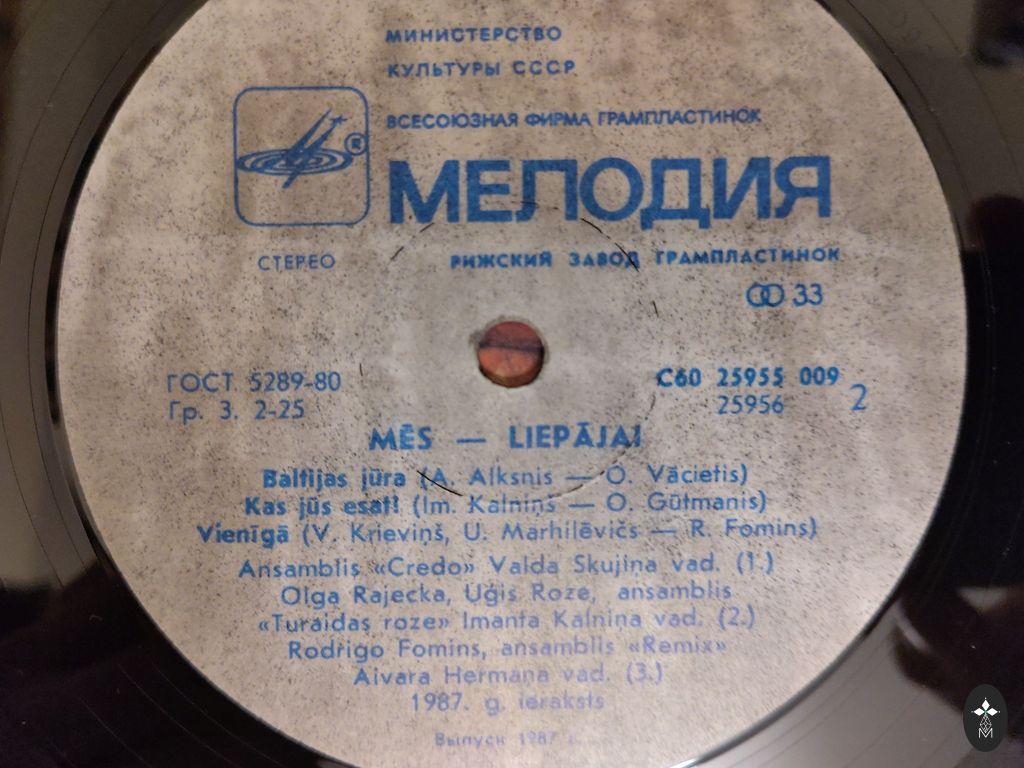 МИНИСТЕРСТВО
КУЛЬТУРЫ СССР
ВСЕСОЮЗНАЯ ФИРМА ГРАМПЛАСТИНОК
®
МЕЛОДИЯ
СТЕРЕО
РИЖСКИЙ ЗАВОД ГРАМПЛАСТИНОК
33
ГОСТ 5289-80
С60 25955 009
Гр. 3. 2-25
25956
2
MĒS — LIEPĀJAI
Baltijas jūra (A. Alksnis — O. Vācietis)
Kas jūs esat! (Im. Kalniņš — O. Gūtmanis)
Vienīgā (V. Krieviņš, U. Marhilēvičs — R. Fomins)
Ansamblis «Credo» Valda Skujiņa vad. (1.)
Olga Rajecka, Uģis Roze, ansamblis
«Turaidas roze» Imanta Kalniņa vad. (2.)
Rodrigo Fomins, ansamblis «Remix»
Aivara Hermaņa vad. (3.)
1987. g. ieraksts
Выпуск 1987 г.
M